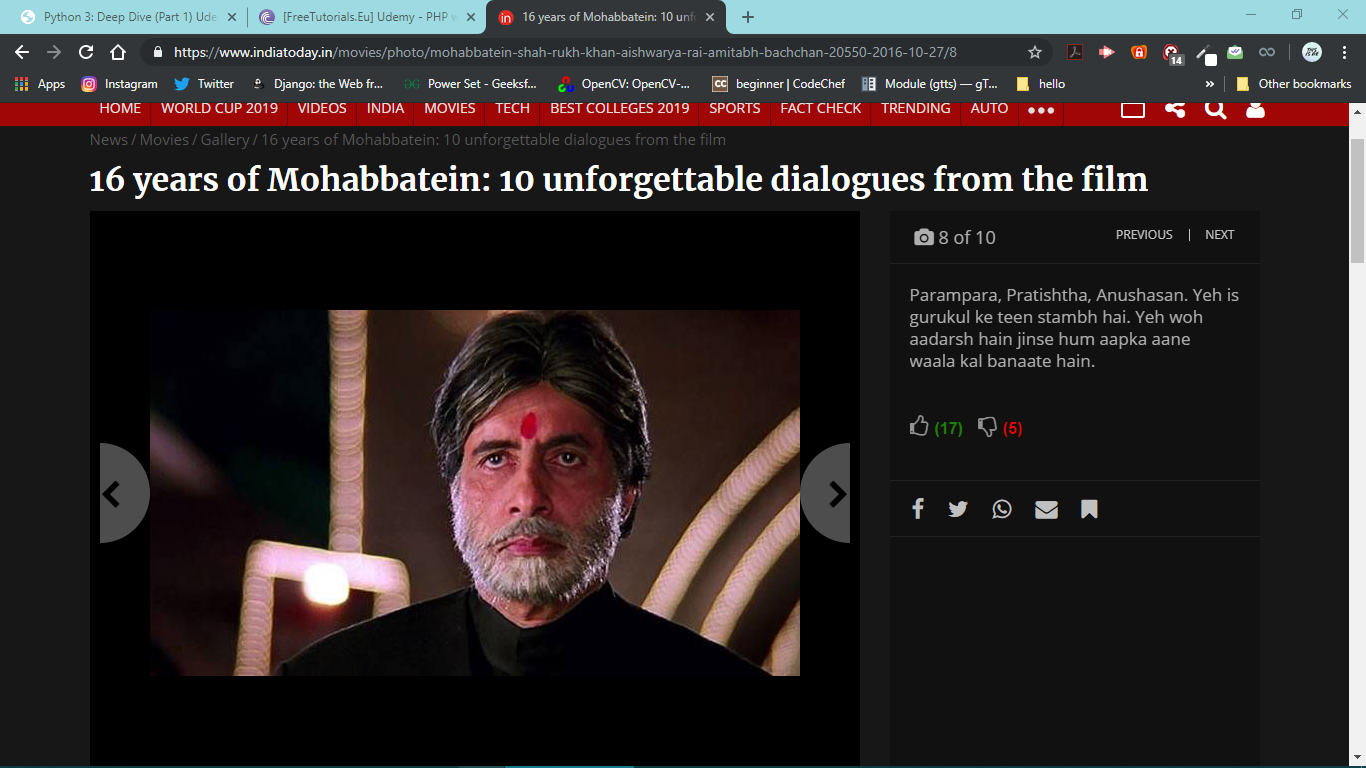 Python 3: Deep Dive (Part 1) Ude
[FreeTutorials.Eu] Udemy - PHP w
16 years of Mohabbatein: 10 unf
https://www.indiatoday.in/movies/photo/mohabbatein-shah-rukh-khan-aishwarya-rai-amitabh-bachchan-20550-2016-10-27/8
14
Apps Instagram Twitter Django: the Web fr... Power Set - Geeksf... OpenCV: OpenCV-... CC beginner | CodeChef Module (gtts) — gT... hello » Other bookmarks
HOME WORLD CUP 2019 VIDEOS INDIA MOVIES TECH BEST COLLEGES 2019 SPORTS FACT CHECK TRENDING AUTO
News / Movies / Gallery / 16 years of Mohabbatein: 10 unforgettable dialogues from the film
16 years of Mohabbatein: 10 unforgettable dialogues from the film
8 of 10 PREVIOUS | NEXT
Parampara, Pratishtha, Anushasan. Yeh is
gurukul ke teen stambh hai. Yeh woh
aadarsh hain jinse hum aapka aane
waala kal banaate hain.
(17) (5)